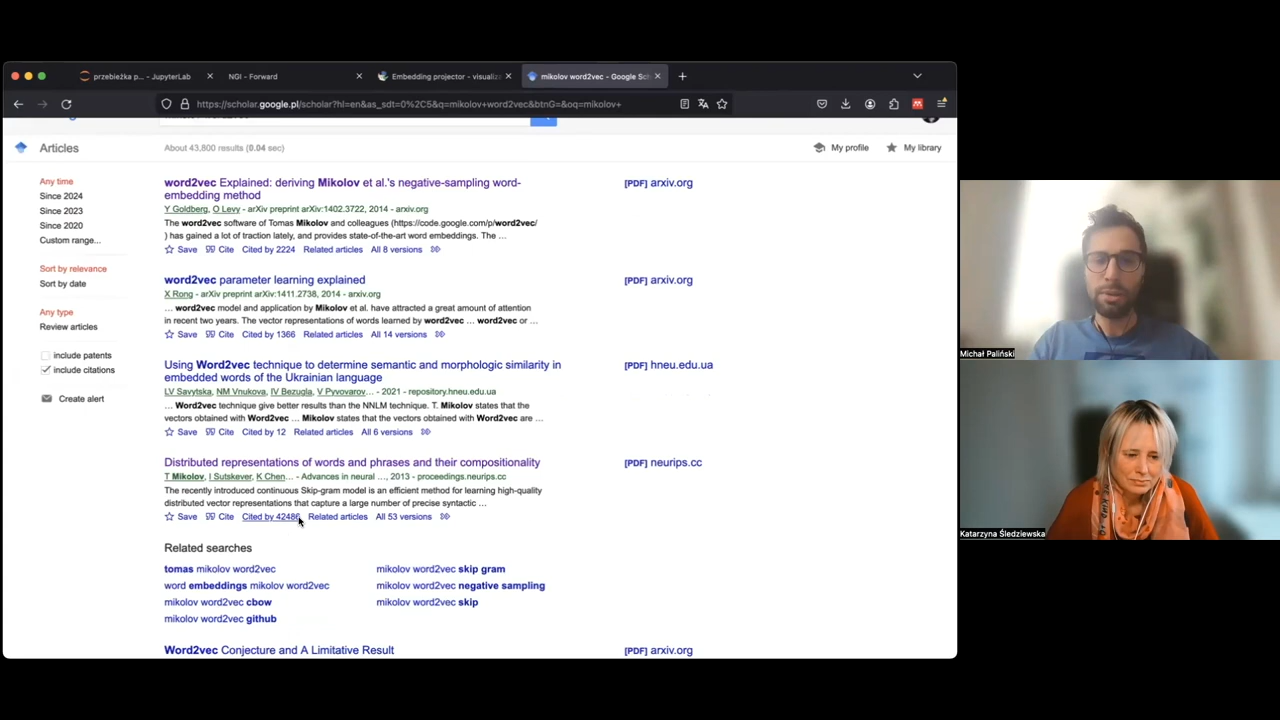 przebieżka p... - JupyterLab
NGI - Forward
Embedding projector - visualiz
mikolov word2vec - Google Sch
https://scholar.google.pl/scholar?hl=en&as_sdt=0%2C5&q=mikolov+word2vec&btnG=&oq=mikolov+
Articles
About 43,800 results (0.04 sec)
My profile
My library
Any time
Since 2024
Since 2023
Since 2020
Custom range...
Sort by relevance
Sort by date
Any type
Review articles
include patents
include citations
Create alert
word2vec Explained: deriving Mikolov et al.'s negative-sampling word-
embedding method
[PDF] arxiv.org
Y Goldberg, O Levy - arXiv preprint arXiv:1402.3722, 2014 - arxiv.org
The word2vec software of Tomas Mikolov and colleagues (https://code.google.com/p/word2vec/
) has gained a lot of traction lately, and provides state-of-the-art word embeddings. The ...
Save Cite Cited by 2224 Related articles All 8 versions
word2vec parameter learning explained
[PDF] arxiv.org
X Rong - arXiv preprint arXiv:1411.2738, 2014 - arxiv.org
... word2vec model and application by Mikolov et al. have attracted a great amount of attention
in recent two years. The vector representations of words learned by word2vec ... word2vec or ...
Save Cite Cited by 1366 Related articles All 14 versions
Using Word2vec technique to determine semantic and morphologic similarity in
embedded words of the Ukrainian language
[PDF] hneu.edu.ua
LV Savytska, NM Vnukova, IV Bezugla, V Pyvovarov... - 2021 - repository.hneu.edu.ua
... Word2vec technique give better results than the NNLM technique. T. Mikolov states that the
vectors obtained with Word2vec ... Mikolov states that the vectors obtained with Word2vec are ...
Save Cite Cited by 12 Related articles All 6 versions
Distributed representations of words and phrases and their compositionality
[PDF] neurips.cc
T Mikolov, I Sutskever, K Chen... - Advances in neural ..., 2013 - proceedings.neurips.cc
The recently introduced continuous Skip-gram model is an efficient method for learning high-quality
distributed vector representations that capture a large number of precise syntactic ...
Save Cite Cited by 42486 Related articles All 53 versions
Related searches
tomas mikolov word2vec
word embeddings mikolov word2vec
mikolov word2vec cbow
mikolov word2vec github
mikolov word2vec skip gram
mikolov word2vec negative sampling
mikolov word2vec skip
Word2vec Conjecture and A Limitative Result
[PDF] arxiv.org
Michał Paliński
Katarzyna Śledziewska